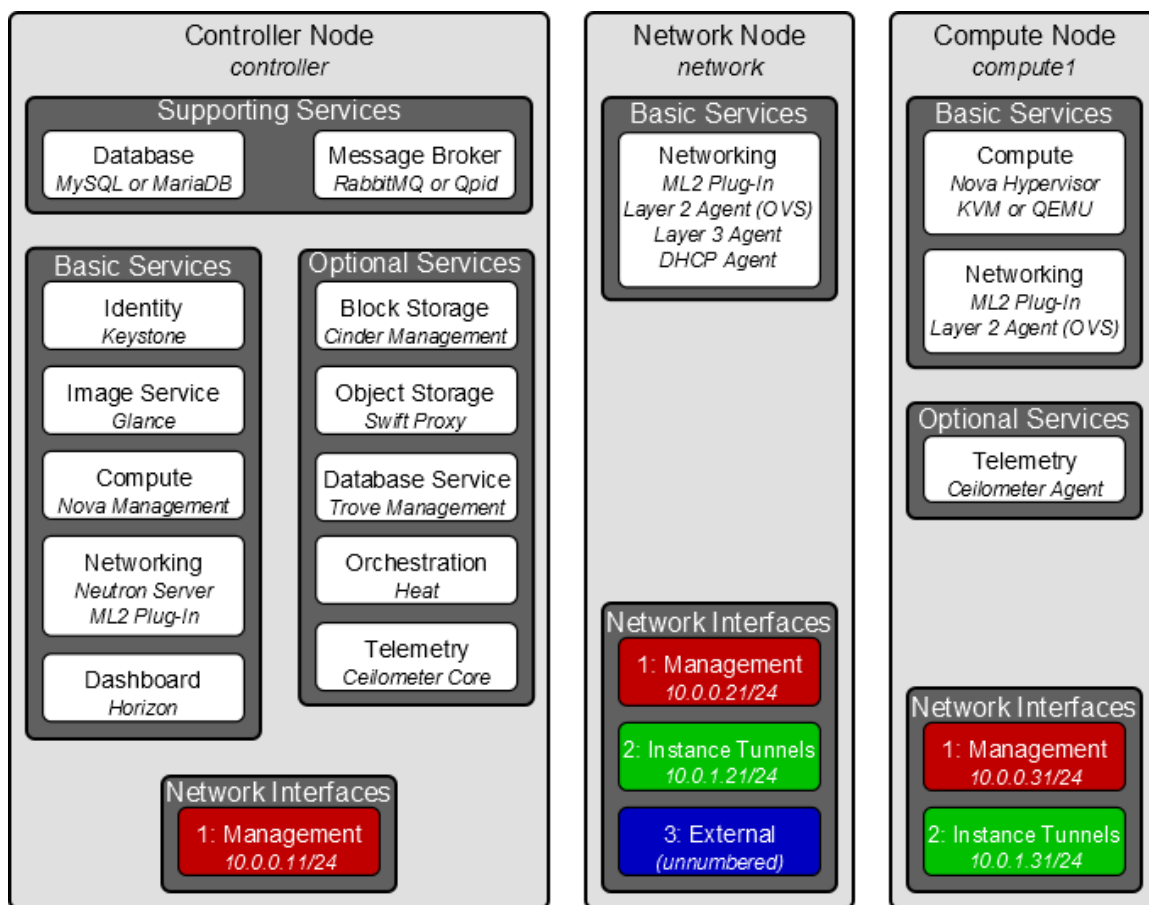 Controller Node
controller
Supporting Services
Database
MySQL or MariaDB
Message Broker
RabbitMQ or Qpid
Basic Services
Identity
Keystone
Image Service
Glance
Compute
Nova Management
Networking
Neutron Server
ML2 Plug-In
Dashboard
Horizon
Optional Services
Block Storage
Cinder Management
Object Storage
Swift Proxy
Database Service
Trove Management
Orchestration
Heat
Telemetry
Ceilometer Core
Network Interfaces
1: Management
10.0.0.11/24
Network Node
network
Basic Services
Networking
ML2 Plug-In
Layer 2 Agent (OVS)
Layer 3 Agent
DHCP Agent
Network Interfaces
1: Management
10.0.0.21/24
2: Instance Tunnels
10.0.1.21/24
3: External
(unnumbered)
Compute Node
compute1
Basic Services
Compute
Nova Hypervisor
KVM or QEMU
Networking
ML2 Plug-In
Layer 2 Agent (OVS)
Optional Services
Telemetry
Ceilometer Agent
Network Interfaces
1: Management
10.0.0.31/24
2: Instance Tunnels
10.0.1.31/24